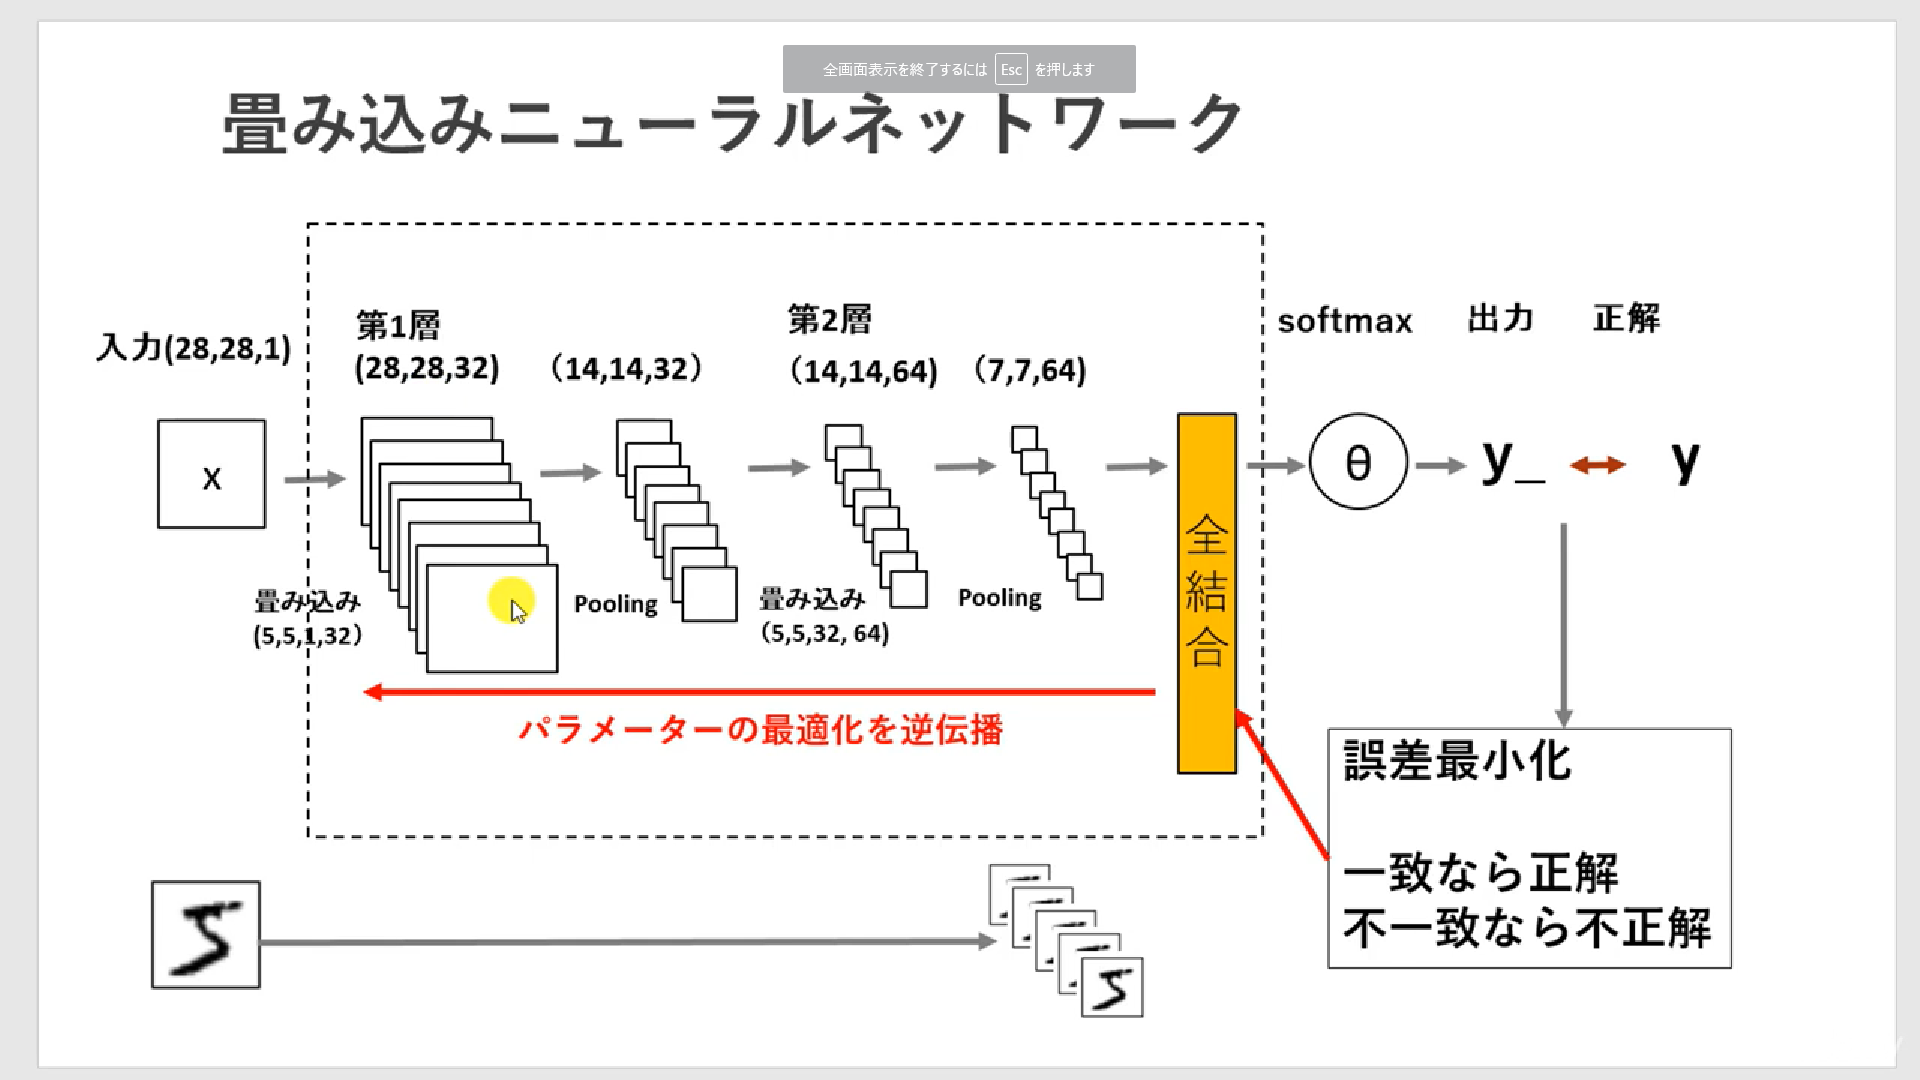 全画面表示を終了するには Esc を押します
畳み込みニューラルネットワーク
入力(28,28,1)
第1層
(28,28,32)
（14,14,32）
第2層
（14,14,64)
（7,7,64)
softmax
出力
正解
x
θ
y_
y
畳み込み
(5,5,1,32）
Pooling
畳み込み
（5,5,32, 64)
Pooling
全
結
合
パラメーターの最適化を逆伝播
誤差最小化
一致なら正解
不一致なら不正解
5
5